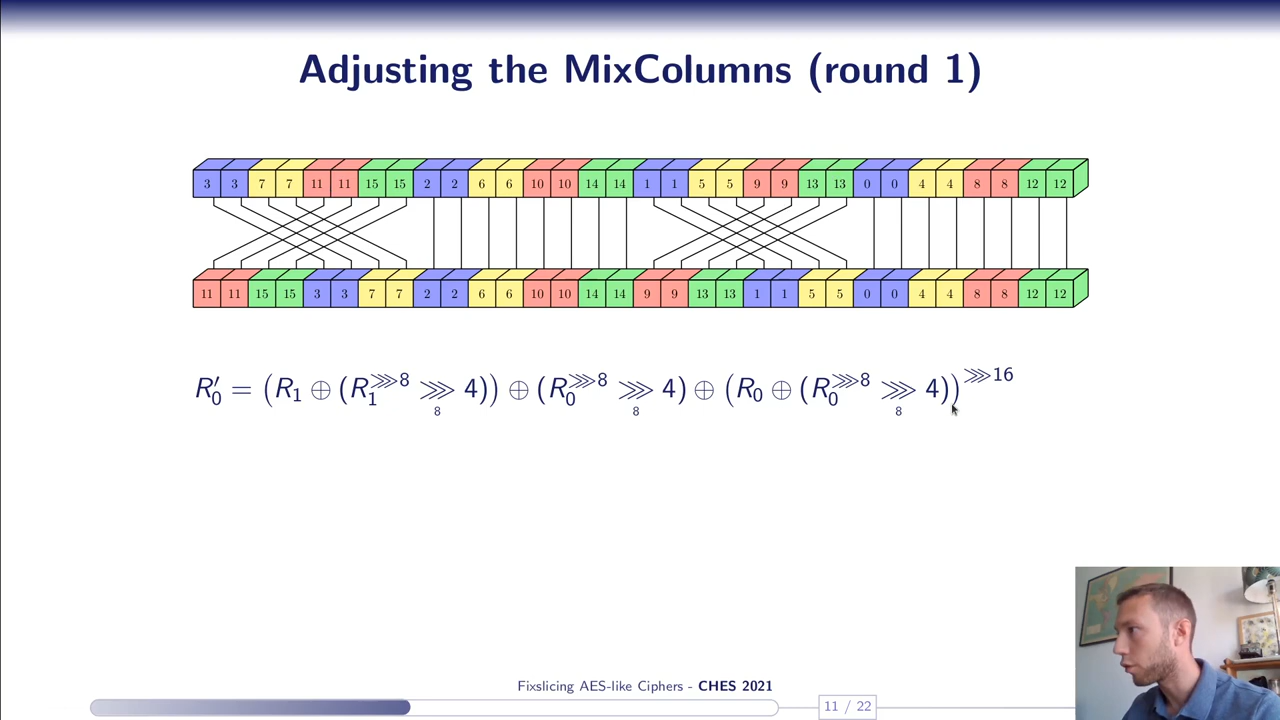 Adjusting the MixColumns (round 1)
3 3 7 7 11 11 15 15 2 2 6 6 10 10 14 14 1 1 5 5 9 9 13 13 0 0 4 4 8 8 12 12
11 11 15 15 3 3 7 7 2 2 6 6 10 10 14 14 9 9 13 13 1 1 5 5 0 0 4 4 8 8 12 12
R′₀ = (R₁ ⊕ (R₁^⋙8 ⋙₈ 4)) ⊕ (R₀^⋙8 ⋙₈ 4) ⊕ (R₀ ⊕ (R₀^⋙8 ⋙₈ 4))^⋙16
Fixslicing AES-like Ciphers - CHES 2021
11 / 22